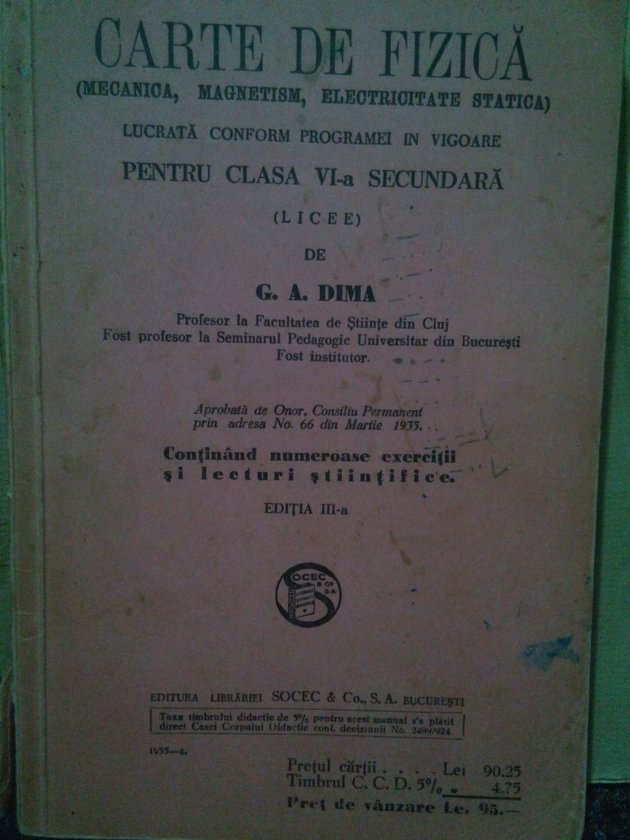 CARTE DE FIZICĂ
(MECANICA, MAGNETISM, ELECTRICITATE STATICA)
LUCRATĂ CONFORM PROGRAMEI IN VIGOARE
PENTRU CLASA VI-a SECUNDARĂ
(LICEE)
DE
G. A. DIMA
Profesor la Facultatea de Științe din Cluj
Fost profesor la Seminarul Pedagogic Universitar din București
Fost institutor.
Aprobată de Onor. Consiliu Permanent
prin adresa No. 66 din Martie 1935.
Conținând numeroase exerciții
și lecturi științifice.
EDIȚIA III-a
SOCEC
& Co
S A
EDITURA LIBRĂRIEI SOCEC & Co., S. A. BUCUREȘTI
Taxa timbrului didactic de 5% pentru acest manual s'a plătit
direct Casei Corpului Didactic conf. deciziunii No. 2489/924
1935-4.
Prețul cărții . . . . Lei 90.25
Timbrul C. C. D. 5% . 4.75
Preț de vânzare Le. 95.—